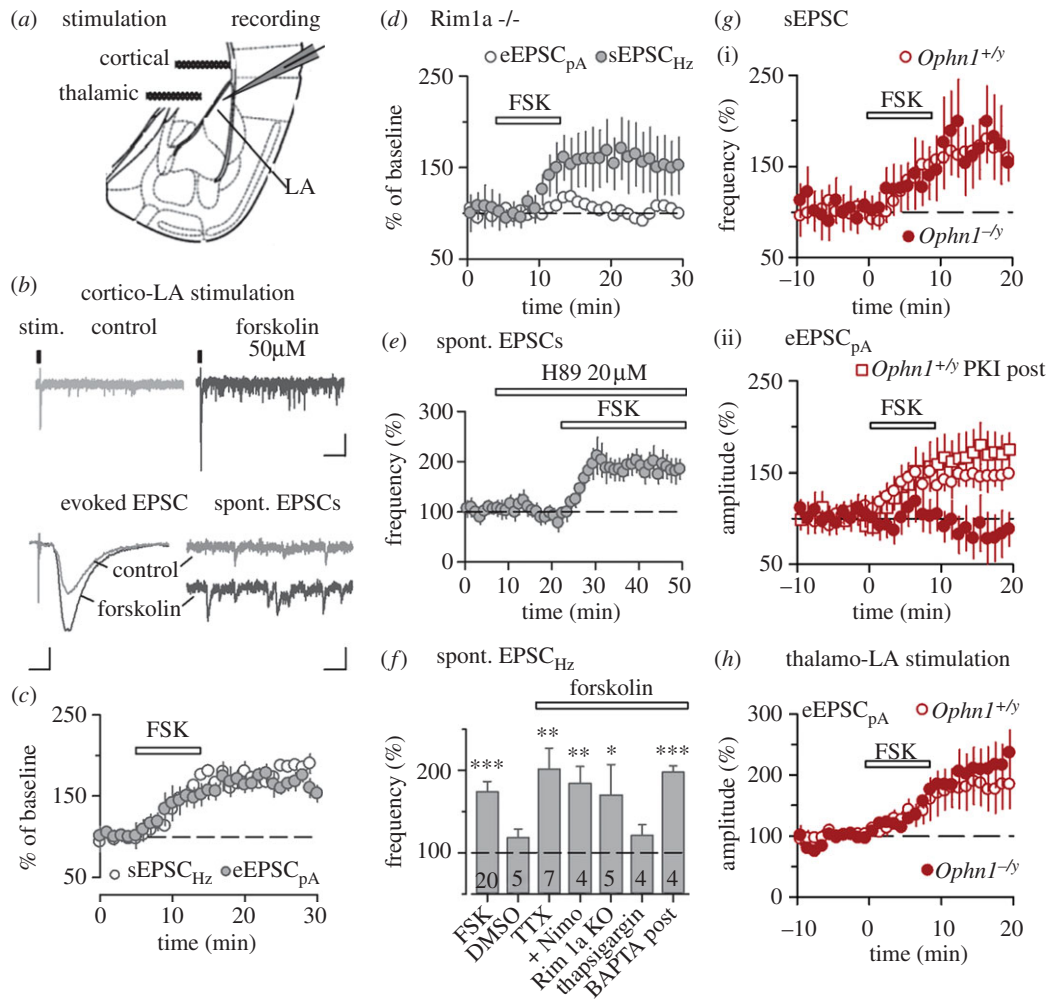 (a) stimulation recording
cortical
thalamic
LA
(b) cortico-LA stimulation
stim. control forskolin
50µM
evoked EPSC spont. EPSCs
control
forskolin
(c)
FSK
% of baseline
250
150
50
sEPSCHz eEPSCpA
0 10 20 30
time (min)
(d) Rim1a -/-
eEPSCpA sEPSCHz
FSK
% of baseline
250
150
50
0 10 20 30
time (min)
(e) spont. EPSCs
H89 20 µM
FSK
frequency (%)
300
200
100
0
0 10 20 30 40 50
time (min)
(f) spont. EPSCHz
forskolin
frequency (%)
200
100
*** ** ** * ***
20 5 7 4 5 4 4
FSK
DMSO
TTX
+ Nimo
Rim 1a KO
thapsigargin
BAPTA post
(g) sEPSC
(i) Ophn1+/y
FSK
frequency (%)
250
150
50
Ophn1–/y
–10 0 10 20
time (min)
(ii) eEPSCpA
Ophn1+/y PKI post
FSK
amplitude (%)
250
150
50
–10 0 10 20
time (min)
(h) thalamo-LA stimulation
eEPSCpA Ophn1+/y
FSK
amplitude (%)
300
200
100
0
Ophn1–/y
–10 0 10 20
time (min)